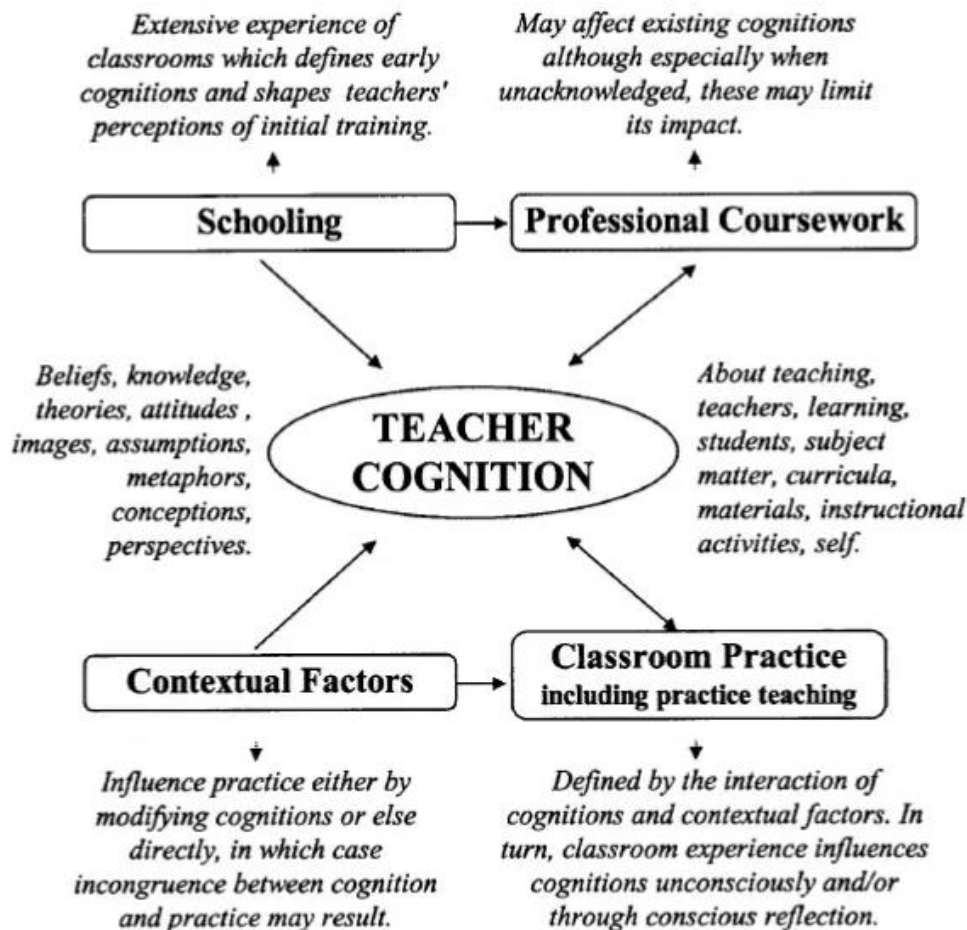 Extensive experience of
classrooms which defines early
cognitions and shapes teachers'
perceptions of initial training.
May affect existing cognitions
although especially when
unacknowledged, these may limit
its impact.
Schooling
Professional Coursework
Beliefs, knowledge,
theories, attitudes ,
images, assumptions,
metaphors,
conceptions,
perspectives.
TEACHER
COGNITION
About teaching,
teachers, learning,
students, subject
matter, curricula,
materials, instructional
activities, self.
Contextual Factors
Classroom Practice
including practice teaching
Influence practice either by
modifying cognitions or else
directly, in which case
incongruence between cognition
and practice may result.
Defined by the interaction of
cognitions and contextual factors. In
turn, classroom experience influences
cognitions unconsciously and/or
through conscious reflection.